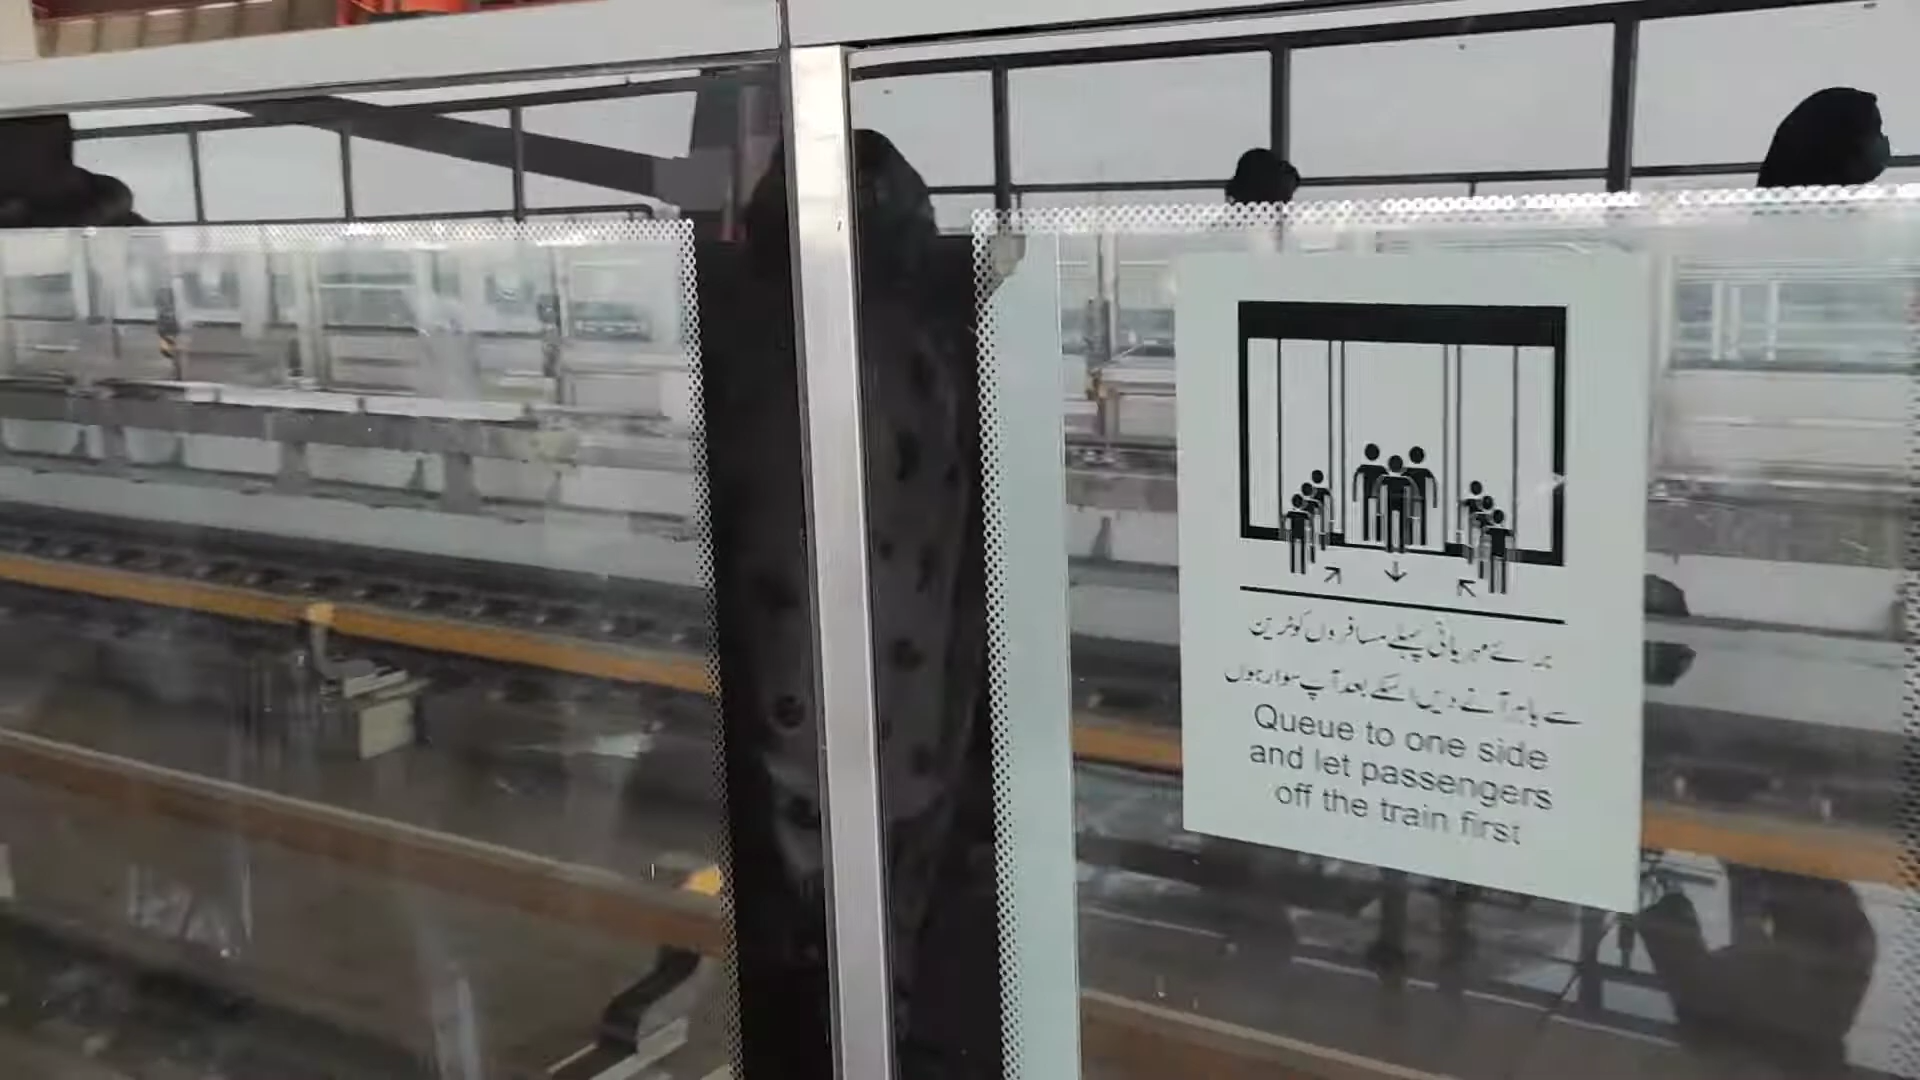 برائے مہربانی پہلے مسافروں کو ٹرین
سے باہر آنے دیں اسکے بعد آپ سوار ہوں
Queue to one side
and let passengers
off the train first